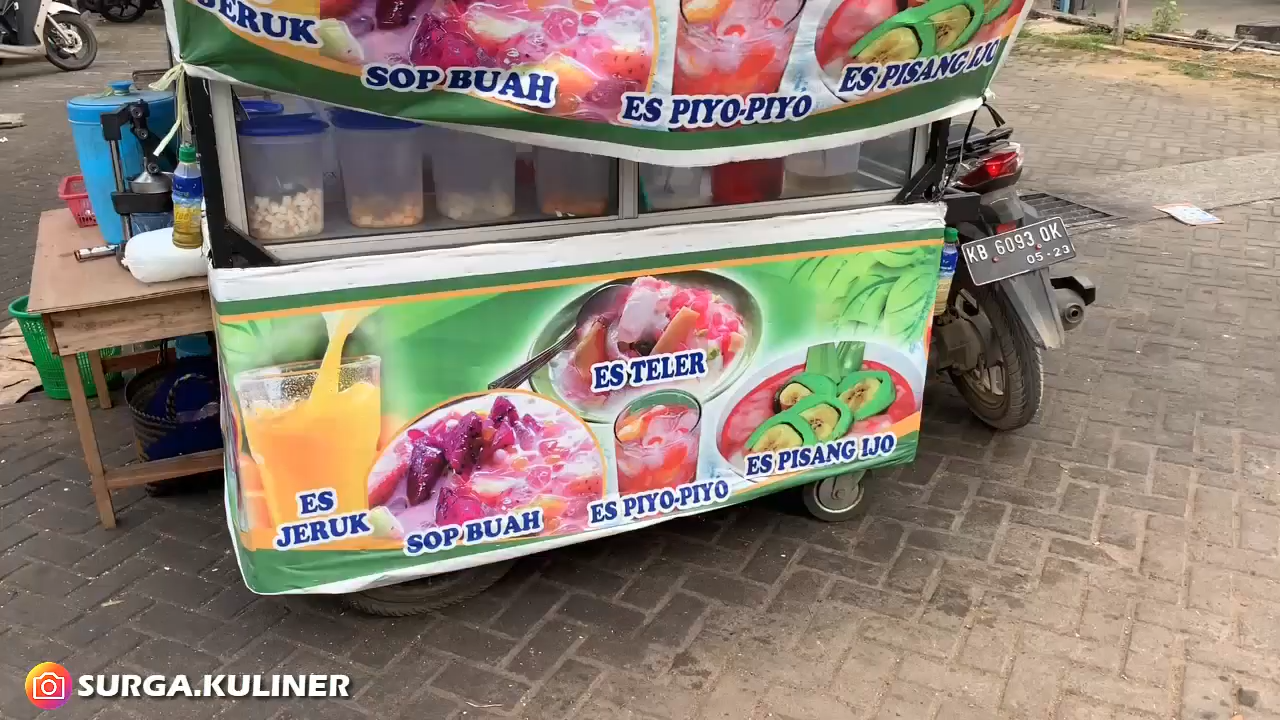 JERUK
SOP BUAH
ES PIYO-PIYO
ES PISANG IJO
KB 6093 OK
05-23
ES TELER
ES PISANG IJO
ES
JERUK
SOP BUAH
ES PIYO-PIYO
SURGA.KULINER